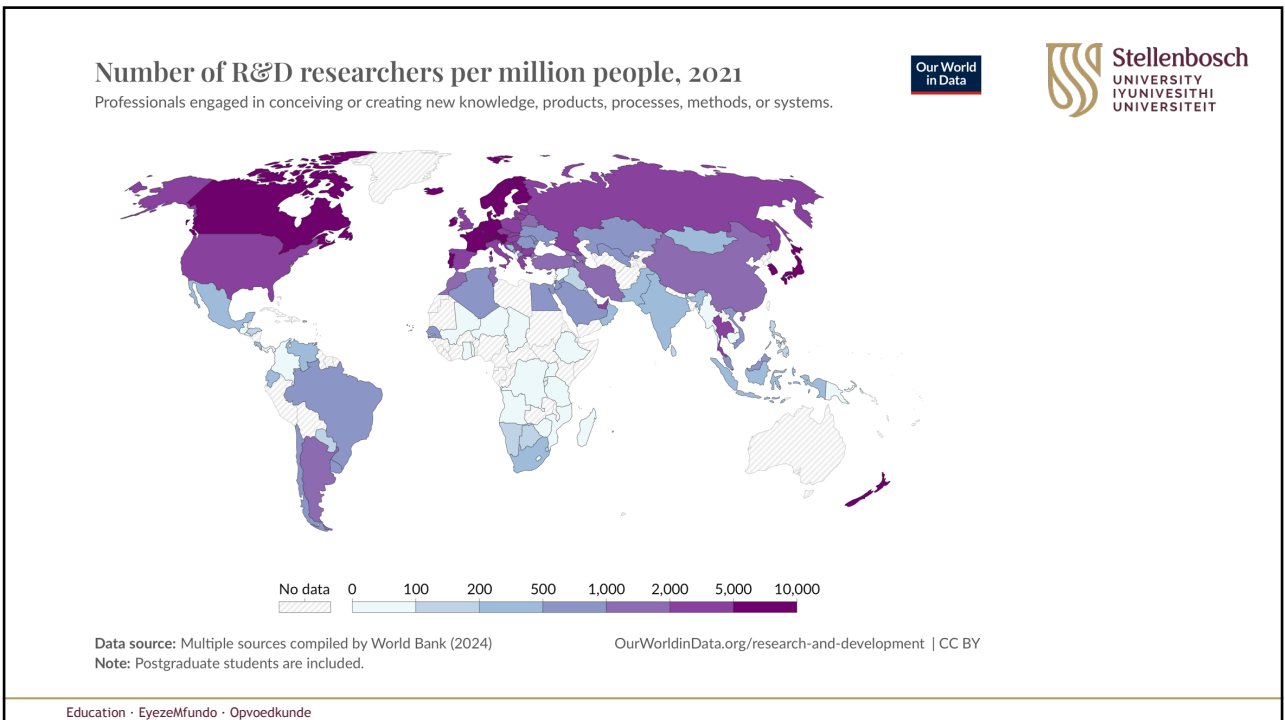 Number of R&D researchers per million people, 2021
Professionals engaged in conceiving or creating new knowledge, products, processes, methods, or systems.
Our World
in Data
Stellenbosch
UNIVERSITY
IYUNIVESITHI
UNIVERSITEIT
No data 0 100 200 500 1,000 2,000 5,000 10,000
Data source: Multiple sources compiled by World Bank (2024)
OurWorldinData.org/research-and-development | CC BY
Note: Postgraduate students are included.
Education · EyezeMfundo · Opvoedkunde